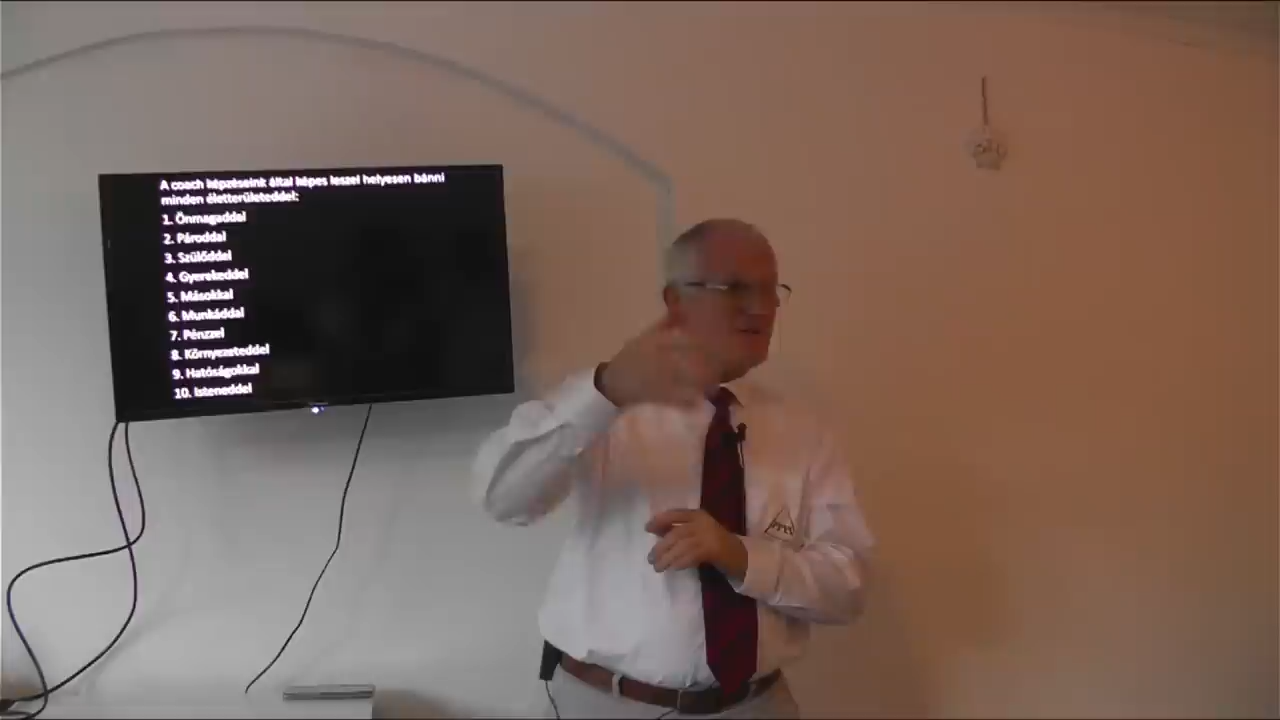 A coach képzéseink által képes leszel helyesen bánni
minden életterületeddel:
1. Önmagaddal
2. Pároddal
3. Szülőddel
4. Gyerekeddel
5. Másokkal
6. Munkáddal
7. Pénzzel
8. Környezeteddel
9. Hatóságokkal
10. Isteneddel